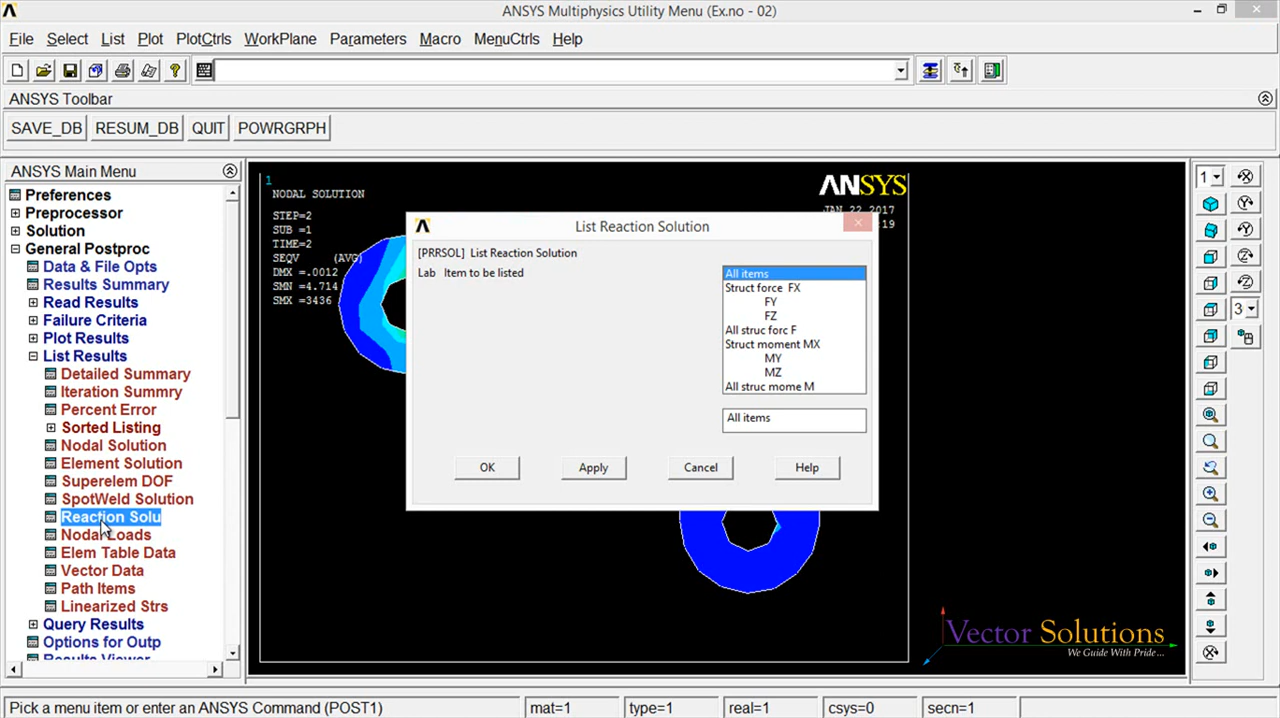 ANSYS Multiphysics Utility Menu (Ex.no - 02)
File Select List Plot PlotCtrls WorkPlane Parameters Macro MenuCtrls Help
ANSYS Toolbar
SAVE_DB RESUM_DB QUIT POWRGRPH
ANSYS Main Menu
Preferences
Preprocessor
Solution
General Postproc
Data & File Opts
Results Summary
Read Results
Failure Criteria
Plot Results
List Results
Detailed Summary
Iteration Summry
Percent Error
Sorted Listing
Nodal Solution
Element Solution
Superelem DOF
SpotWeld Solution
Reaction Solu
Nodal Loads
Elem Table Data
Vector Data
Path Items
Linearized Strs
Query Results
Options for Outp
Results Viewer
1
NODAL SOLUTION
STEP=2
SUB =1
TIME=2
SEQV (AVG)
DMX =.0012
SMN =4.714
SMX =3436
ANSYS
JAN 22 2017
:19
List Reaction Solution
[PRRSOL] List Reaction Solution
Lab Item to be listed
All items
Struct force FX
FY
FZ
All struc forc F
Struct moment MX
MY
MZ
All struc mome M
All items
OK Apply Cancel Help
1
3
Vector Solutions
We Guide With Pride...
Pick a menu item or enter an ANSYS Command (POST1) mat=1 type=1 real=1 csys=0 secn=1